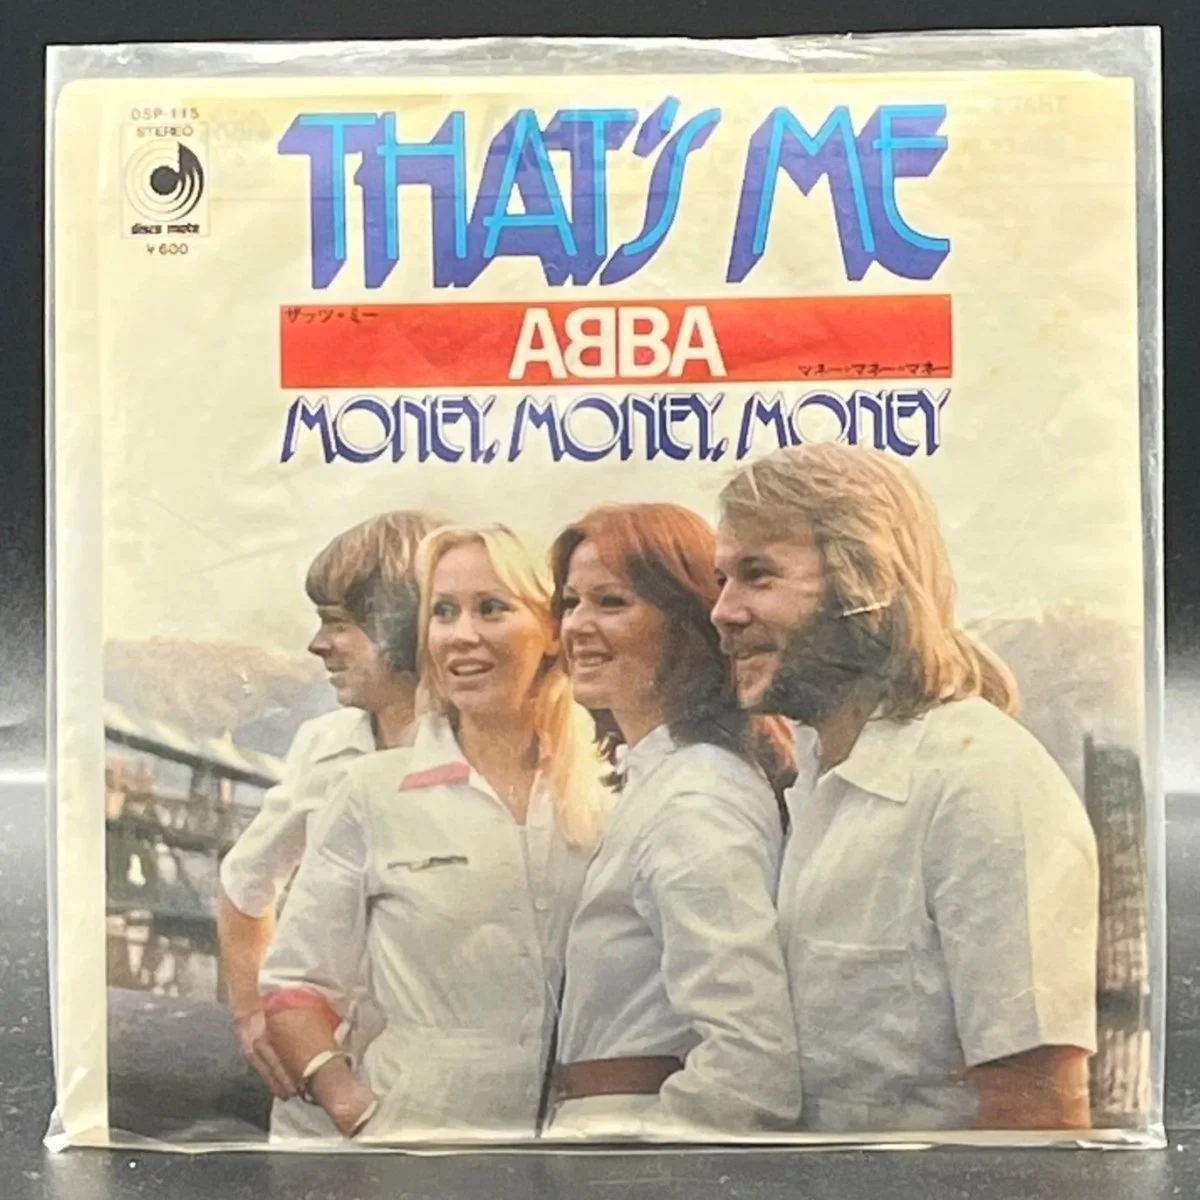 DSP-115
STEREO
disco mate
¥600
THAT'S ME
ザッツ・ミー
ABBA
マネー・マネー・マネー
MONEY, MONEY, MONEY